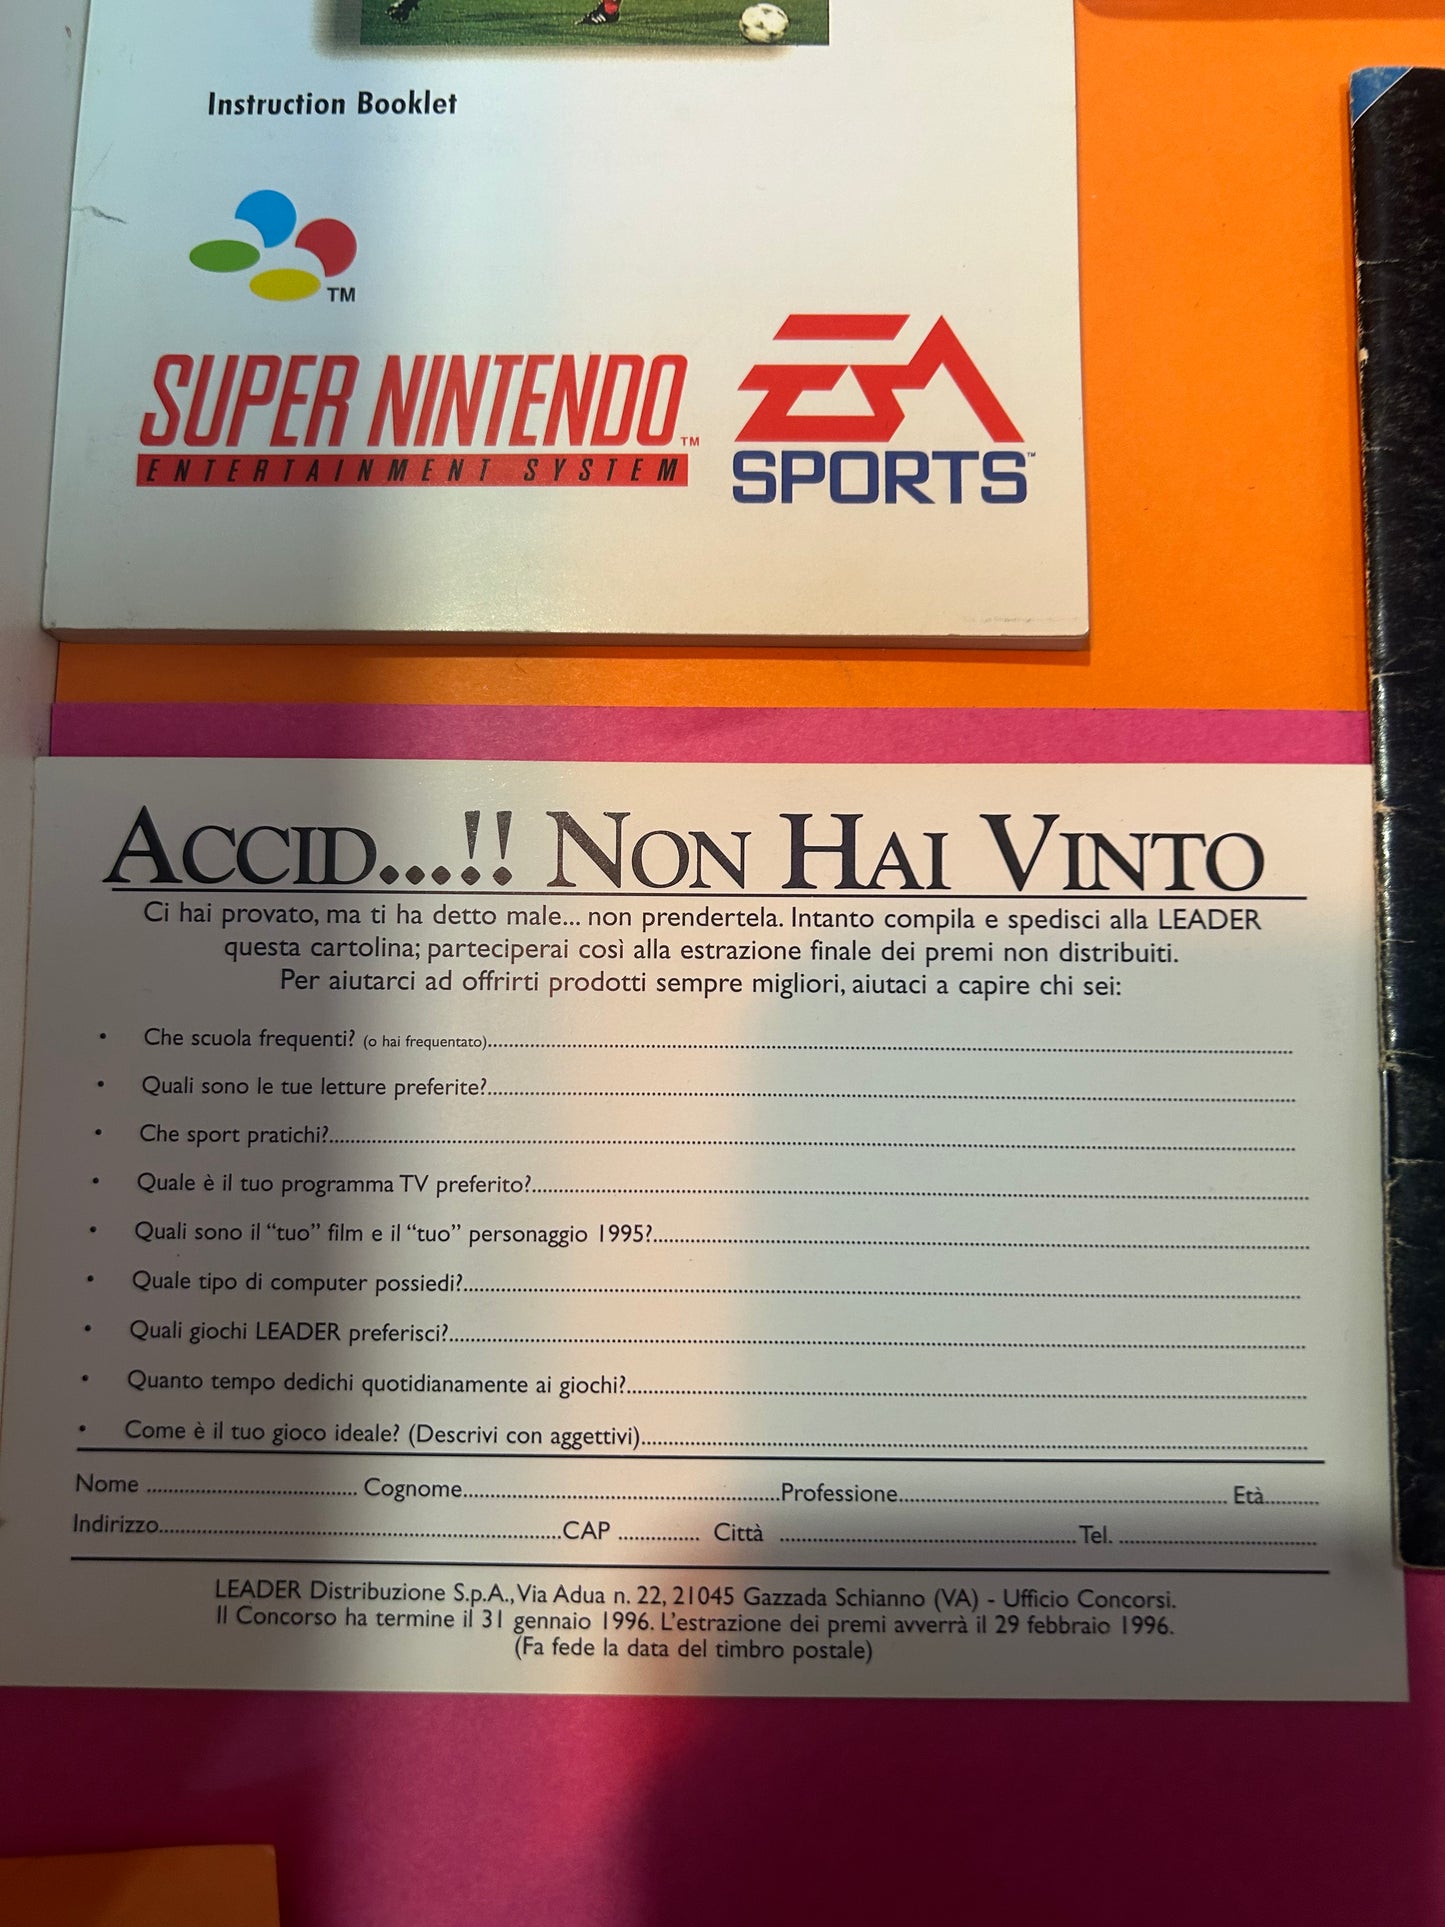 Instruction Booklet
TM
SUPER NINTENDO TM
ENTERTAINMENT SYSTEM
EA
SPORTS™
ACCID...!! NON HAI VINTO
Ci hai provato, ma ti ha detto male... non prendertela. Intanto compila e spedisci alla LEADER
questa cartolina; parteciperai così alla estrazione finale dei premi non distribuiti.
Per aiutarci ad offrirti prodotti sempre migliori, aiutaci a capire chi sei:
• Che scuola frequenti? (o hai frequentato)..........
• Quali sono le tue letture preferite?..........
• Che sport pratichi?..........
• Quale è il tuo programma TV preferito?..........
• Quali sono il “tuo” film e il “tuo” personaggio 1995?..........
• Quale tipo di computer possiedi?..........
• Quali giochi LEADER preferisci?..........
• Quanto tempo dedichi quotidianamente ai giochi?..........
• Come è il tuo gioco ideale? (Descrivi con aggettivi)..........
Nome .......... Cognome..........Professione.......... Età..........
Indirizzo..........CAP .......... Città ..........Tel. ..........
LEADER Distribuzione S.p.A., Via Adua n. 22, 21045 Gazzada Schianno (VA) - Ufficio Concorsi.
Il Concorso ha termine il 31 gennaio 1996. L’estrazione dei premi avverrà il 29 febbraio 1996.
(Fa fede la data del timbro postale)